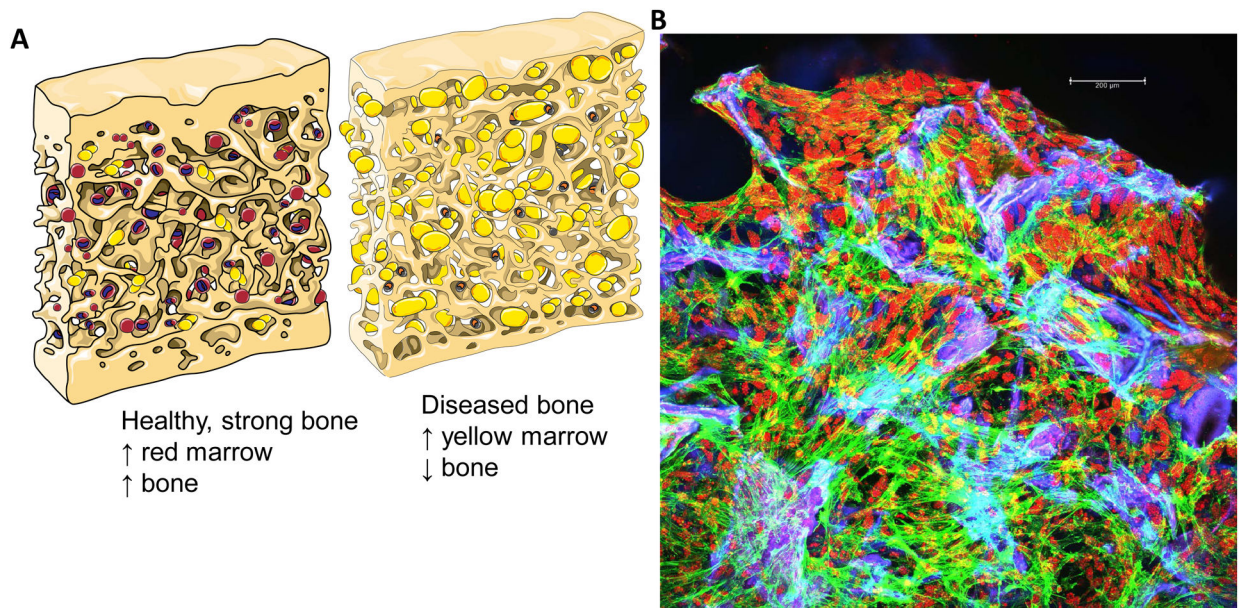 A
B
200 µm
Healthy, strong bone
↑ red marrow
↑ bone
Diseased bone
↑ yellow marrow
↓ bone